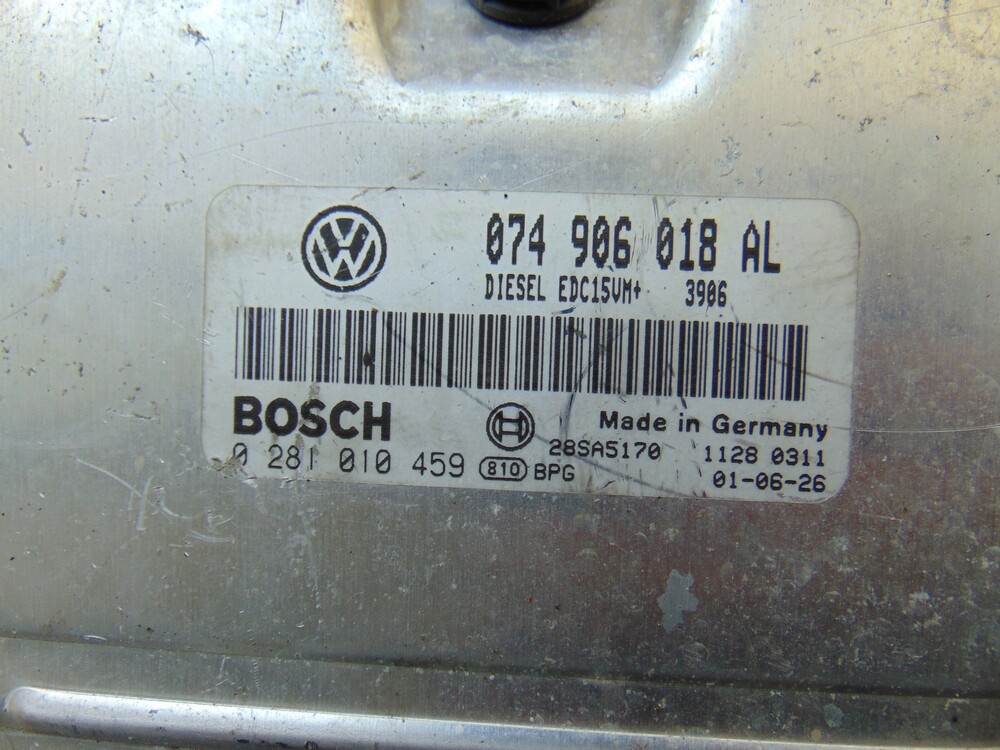 074 906 018 AL
DIESEL EDC15VM+ 3906
BOSCH
Made in Germany
28SA5170 1128 0311
0 281 010 459 810 BPG 01-06-26